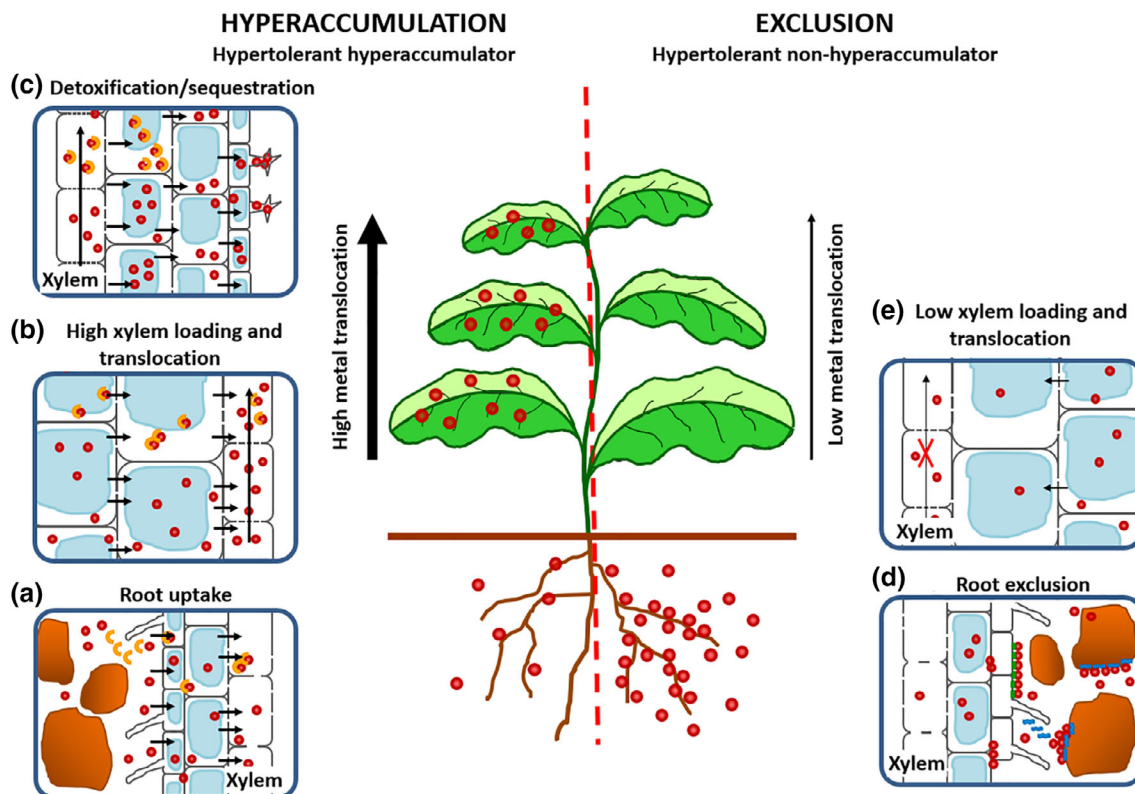 HYPERACCUMULATION
Hypertolerant hyperaccumulator
EXCLUSION
Hypertolerant non-hyperaccumulator
(c) Detoxification/sequestration
Xylem
(b) High xylem loading and
translocation
(a) Root uptake
Xylem
High metal translocation
Low metal translocation
(e) Low xylem loading and
translocation
Xylem
(d) Root exclusion
Xylem